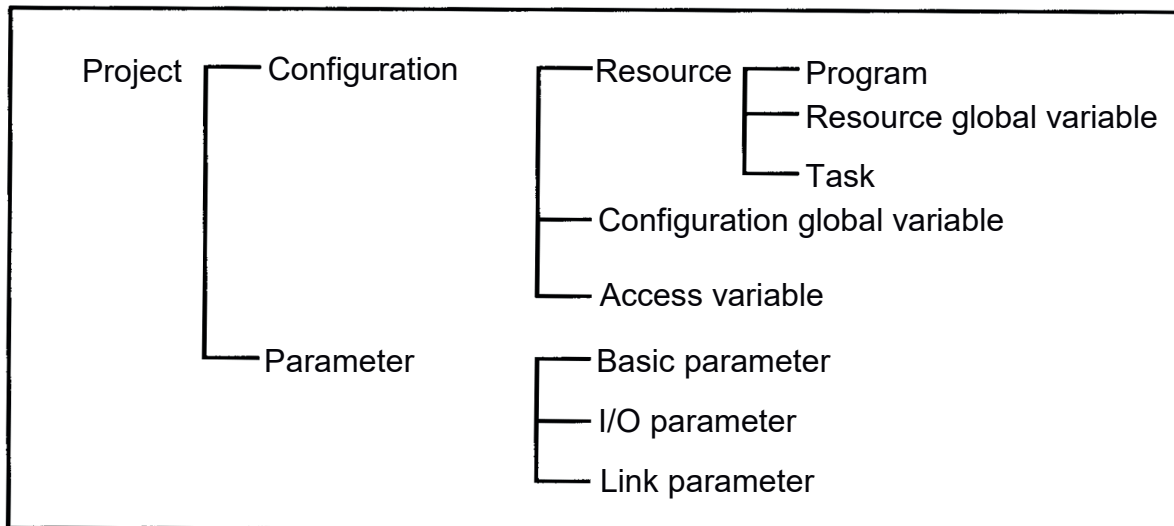 Project
Configuration
Resource
Program
Resource global variable
Task
Configuration global variable
Access variable
Parameter
Basic parameter
I/O parameter
Link parameter